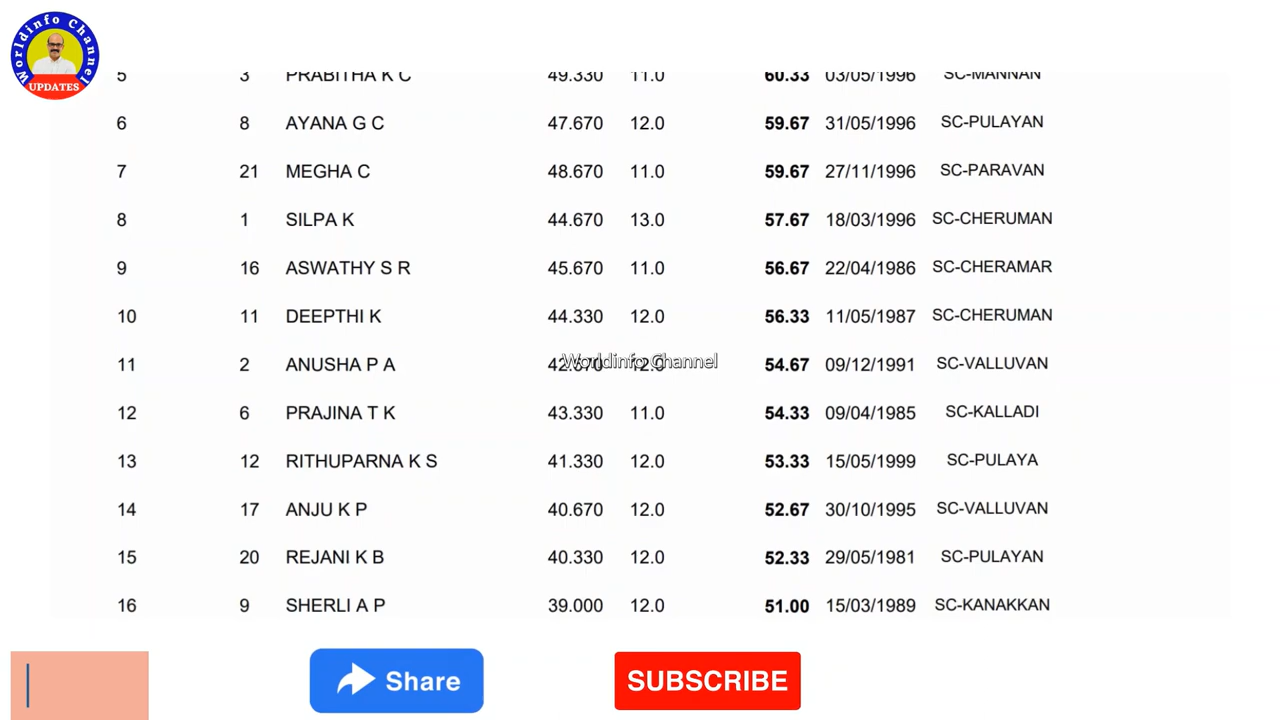 Worldinfo Channel
UPDATES
5 3 PRABITHA K C 49.330 11.0 60.33 03/05/1996 SC-MANNAN
6 8 AYANA G C 47.670 12.0 59.67 31/05/1996 SC-PULAYAN
7 21 MEGHA C 48.670 11.0 59.67 27/11/1996 SC-PARAVAN
8 1 SILPA K 44.670 13.0 57.67 18/03/1996 SC-CHERUMAN
9 16 ASWATHY S R 45.670 11.0 56.67 22/04/1986 SC-CHERAMAR
10 11 DEEPTHI K 44.330 12.0 56.33 11/05/1987 SC-CHERUMAN
11 2 ANUSHA P A 42.670 12.0 54.67 09/12/1991 SC-VALLUVAN
Worldinfo Channel
12 6 PRAJINA T K 43.330 11.0 54.33 09/04/1985 SC-KALLADI
13 12 RITHUPARNA K S 41.330 12.0 53.33 15/05/1999 SC-PULAYA
14 17 ANJU K P 40.670 12.0 52.67 30/10/1995 SC-VALLUVAN
15 20 REJANI K B 40.330 12.0 52.33 29/05/1981 SC-PULAYAN
16 9 SHERLI A P 39.000 12.0 51.00 15/03/1989 SC-KANAKKAN
Share
SUBSCRIBE